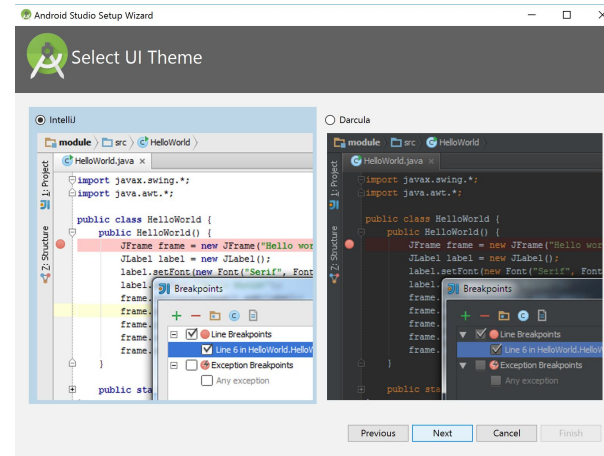 Android Studio Setup Wizard
Select UI Theme
IntelliJ
module src HelloWorld
HelloWorld.java
1: Project
Z: Structure
import javax.swing.*;
import java.awt.*;
public class HelloWorld {
public HelloWorld() {
JFrame frame = new JFrame("Hello wor
JLabel label = new JLabel();
label.setFont(new Font("Serif", Font
label.
frame.
frame.
frame.
frame.
frame.
}
public sta
Breakpoints
Line Breakpoints
Line 6 in HelloWorld.HelloW
Exception Breakpoints
Any exception
Darcula
module src HelloWorld
HelloWorld.java
1: Project
Z: Structure
import javax.swing.*;
import java.awt.*;
public class HelloWorld {
public HelloWorld() {
JFrame frame = new JFrame("Hello wor
JLabel label = new JLabel();
label.setFont(new Font("Serif", Font
label.
frame.
frame.
frame.
frame.
frame.
}
public sta
Breakpoints
Line Breakpoints
Line 6 in HelloWorld.HelloW
Exception Breakpoints
Any exception
Previous Next Cancel Finish